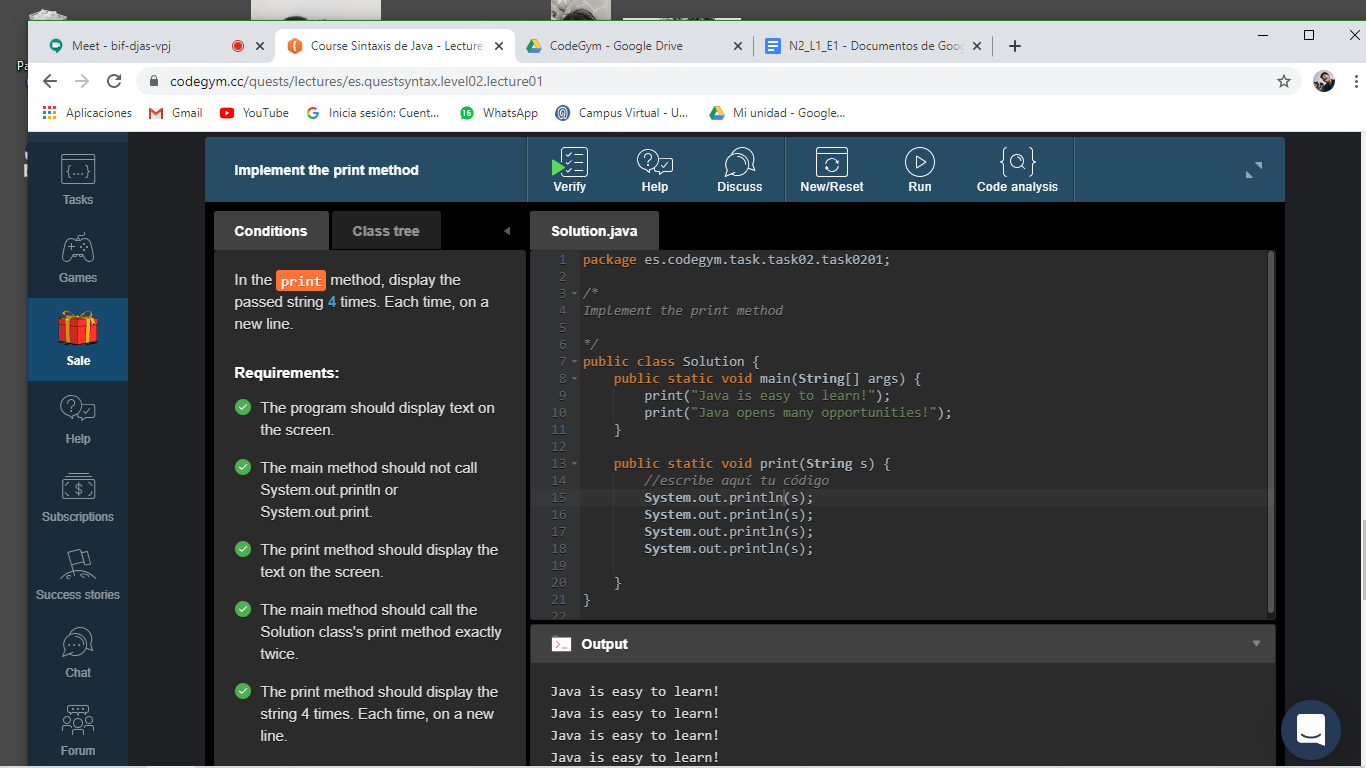 Meet - bif-djas-vpj
Course Sintaxis de Java - Lecture
CodeGym - Google Drive
N2_L1_E1 - Documentos de Goo
codegym.cc/quests/lectures/es.questsyntax.level02.lecture01
Aplicaciones
Gmail
YouTube
Inicia sesión: Cuent...
16
WhatsApp
Campus Virtual - U...
Mi unidad - Google...
Pa
Tasks
Games
Sale
Help
Subscriptions
Success stories
Chat
Forum
Implement the print method
Verify
Help
Discuss
New/Reset
Run
Code analysis
Conditions
Class tree
In the print method, display the
passed string 4 times. Each time, on a
new line.
Requirements:
The program should display text on
the screen.
The main method should not call
System.out.println or
System.out.print.
The print method should display the
text on the screen.
The main method should call the
Solution class's print method exactly
twice.
The print method should display the
string 4 times. Each time, on a new
line.
Solution.java
1 package es.codegym.task.task02.task0201;
2
3 /*
4 Implement the print method
5
6 */
7 public class Solution {
8 public static void main(String[] args) {
9 print("Java is easy to learn!");
10 print("Java opens many opportunities!");
11 }
12
13 public static void print(String s) {
14 //escribe aquí tu código
15 System.out.println(s);
16 System.out.println(s);
17 System.out.println(s);
18 System.out.println(s);
19
20 }
21 }
22
Output
Java is easy to learn!
Java is easy to learn!
Java is easy to learn!
Java is easy to learn!